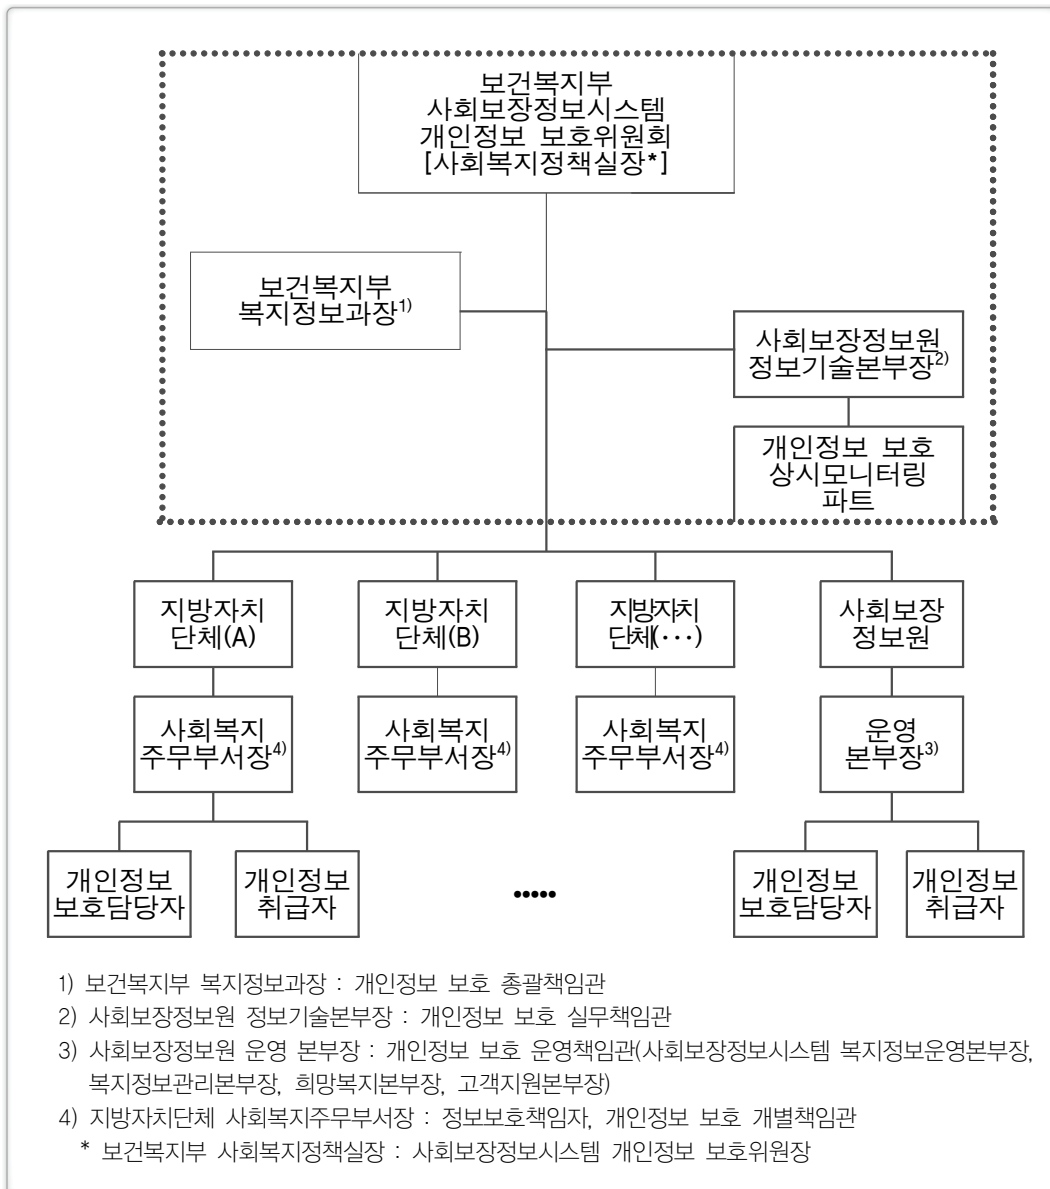 보건복지부
사회보장정보시스템
개인정보 보호위원회
[사회복지정책실장*]
보건복지부
복지정보과장1)
사회보장정보원
정보기술본부장2)
개인정보 보호
상시모니터링
파트
지방자치
단체(A)
지방자치
단체(B)
지방자치
단체(···)
사회보장
정보원
사회복지
주무부서장4)
사회복지
주무부서장4)
사회복지
주무부서장4)
운영
본부장3)
개인정보
보호담당자
개인정보
취급자
•••••
개인정보
보호담당자
개인정보
취급자
1) 보건복지부 복지정보과장 : 개인정보 보호 총괄책임관
2) 사회보장정보원 정보기술본부장 : 개인정보 보호 실무책임관
3) 사회보장정보원 운영 본부장 : 개인정보 보호 운영책임관(사회보장정보시스템 복지정보운영본부장,
복지정보관리본부장, 희망복지본부장, 고객지원본부장)
4) 지방자치단체 사회복지주무부서장 : 정보보호책임자, 개인정보 보호 개별책임관
* 보건복지부 사회복지정책실장 : 사회보장정보시스템 개인정보 보호위원장